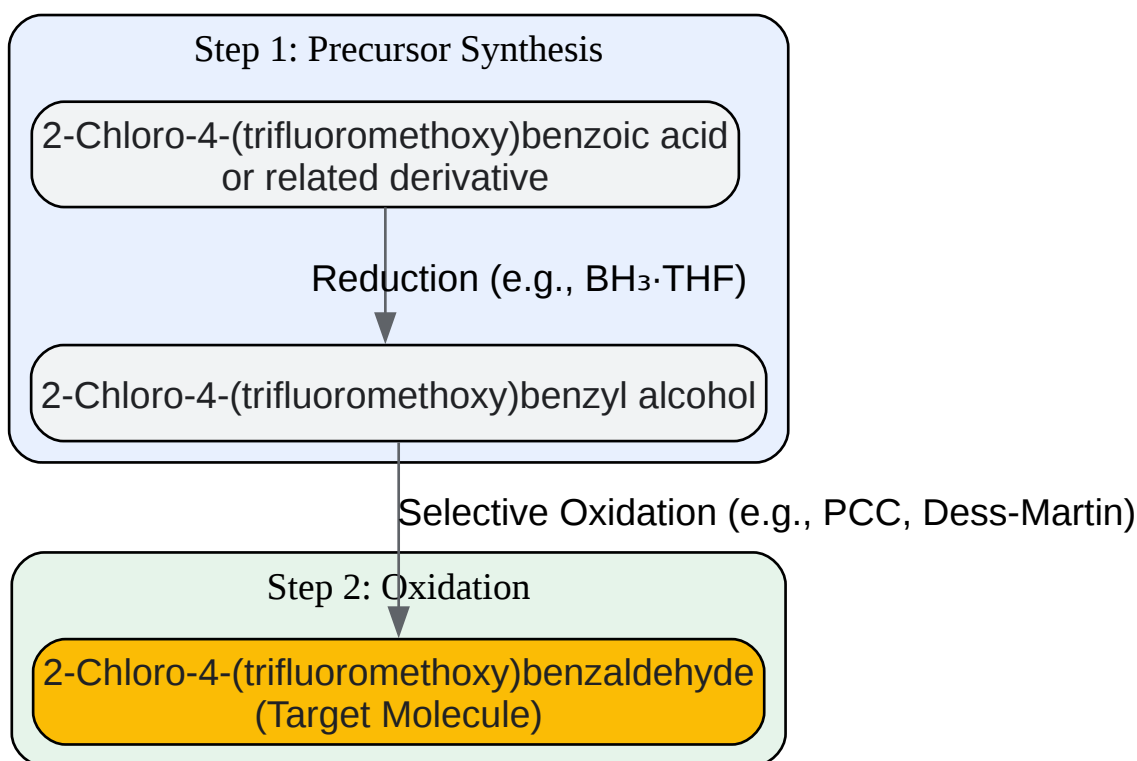 Step 1: Precursor Synthesis
2-Chloro-4-(trifluoromethoxy)benzoic acid
or related derivative
Reduction (e.g., BH₃·THF)
2-Chloro-4-(trifluoromethoxy)benzyl alcohol
Selective Oxidation (e.g., PCC, Dess-Martin)
Step 2: Oxidation
2-Chloro-4-(trifluoromethoxy)benzaldehyde
(Target Molecule)